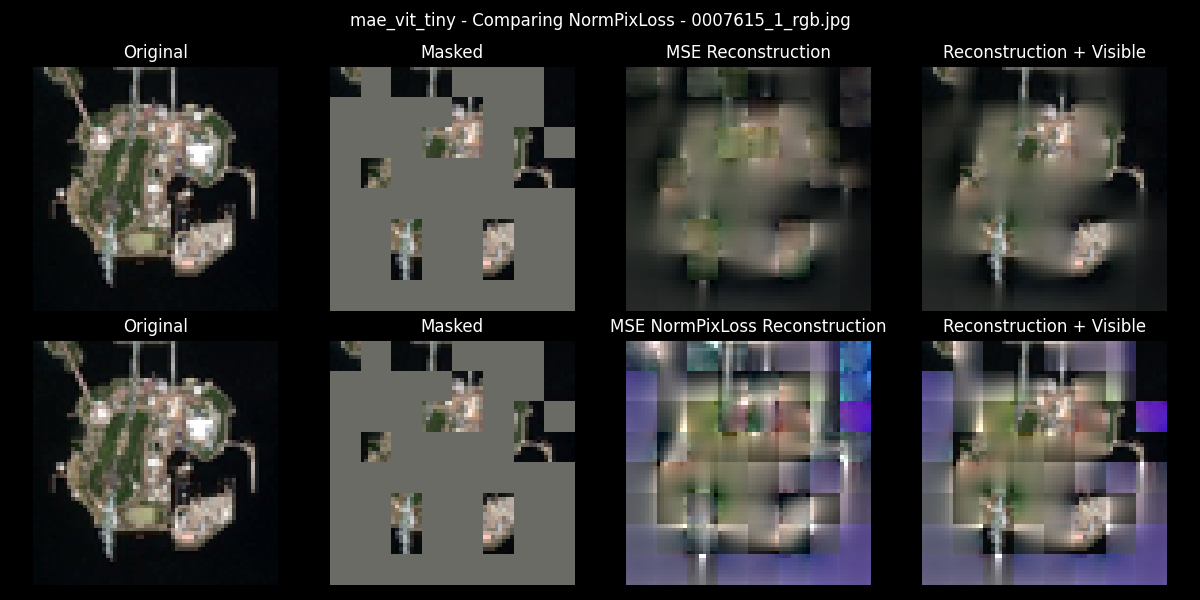 mae_vit_tiny - Comparing NormPixLoss - 0007615_1_rgb.jpg
Original
Masked
MSE Reconstruction
Reconstruction + Visible
Original
Masked
MSE NormPixLoss Reconstruction
Reconstruction + Visible